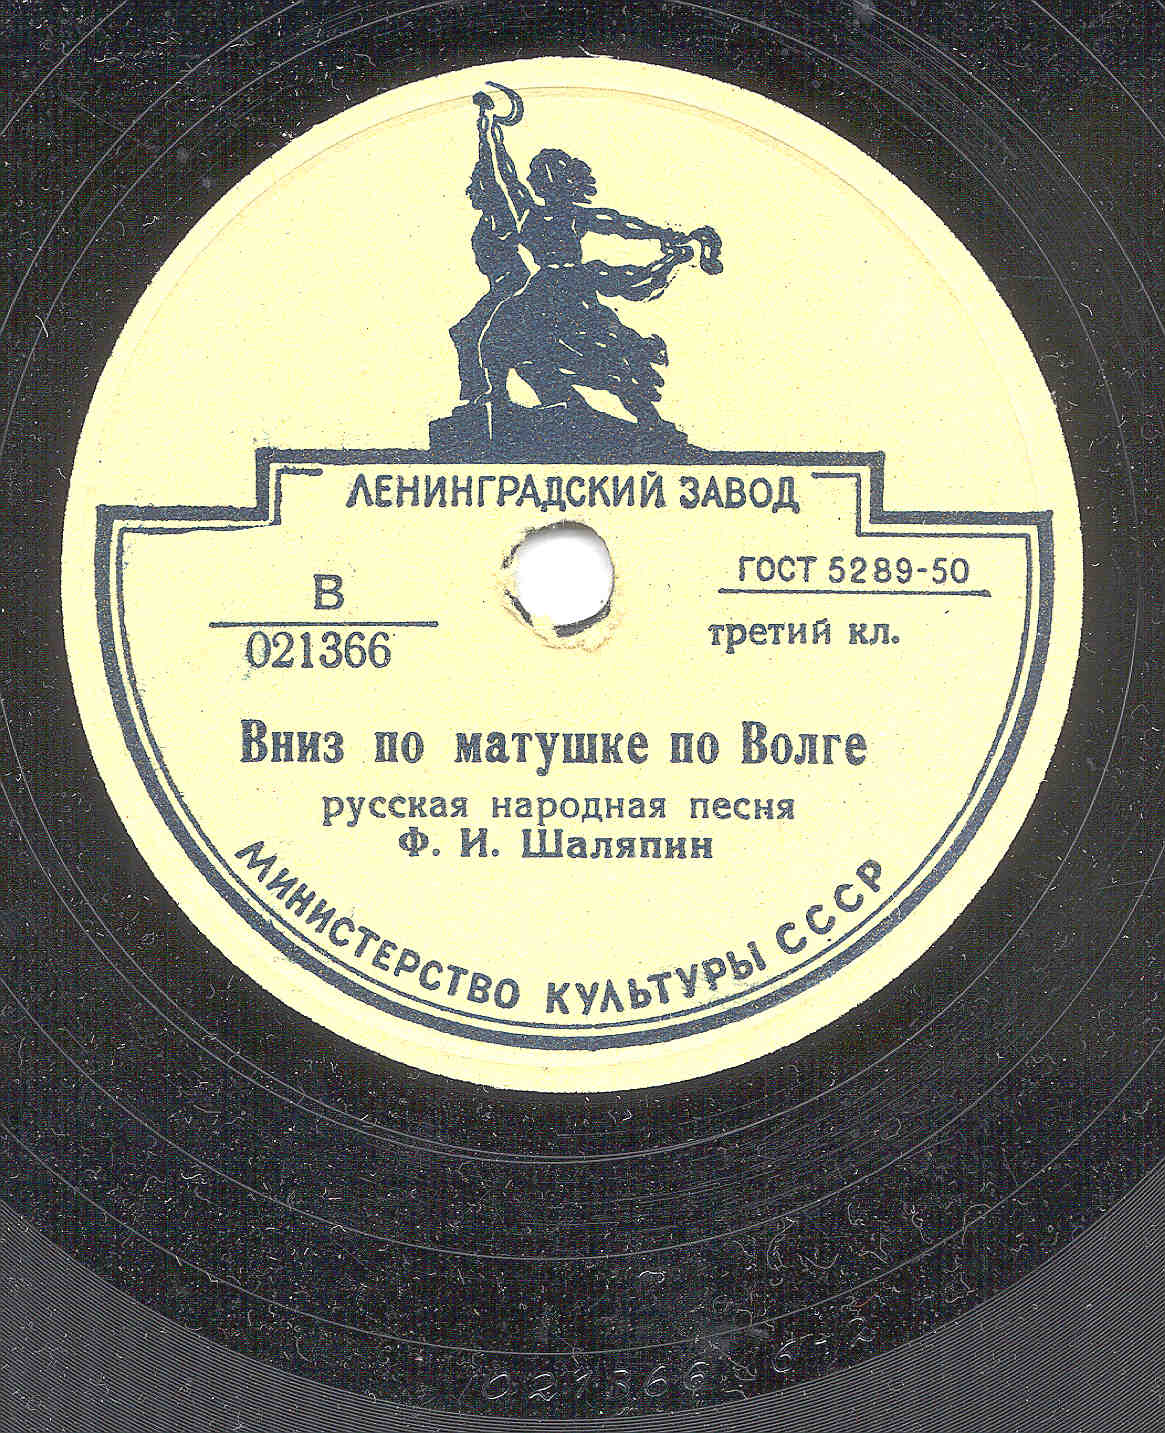 ЛЕНИНГРАДСКИЙ ЗАВОД
В
021366
ГОСТ 5289-50
третий кл.
Вниз по матушке по Волге
русская народная песня
Ф. И. Шаляпин
МИНИСТЕРСТВО КУЛЬТУРЫ СССР
021366